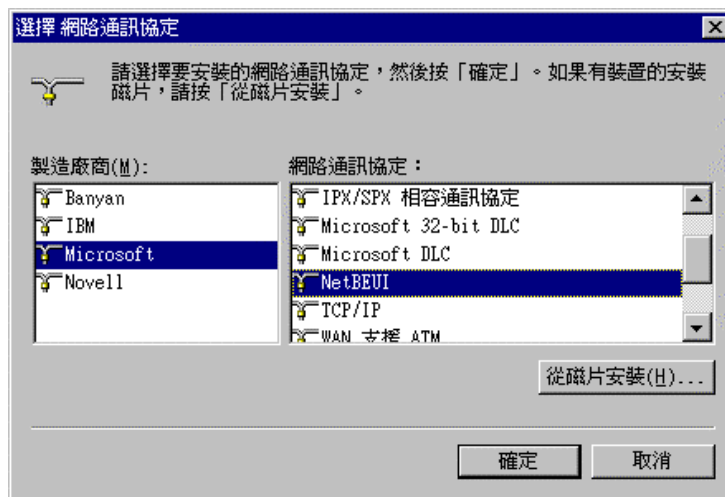 選擇 網路通訊協定
請選擇要安裝的網路通訊協定，然後按「確定」。如果有裝置的安裝
磁片，請按「從磁片安裝」。
製造廠商(M):
網路通訊協定：
Banyan
IBM
Microsoft
Novell
IPX/SPX 相容通訊協定
Microsoft 32-bit DLC
Microsoft DLC
NetBEUI
TCP/IP
WAN 支援 ATM
從磁片安裝(H)...
確定
取消